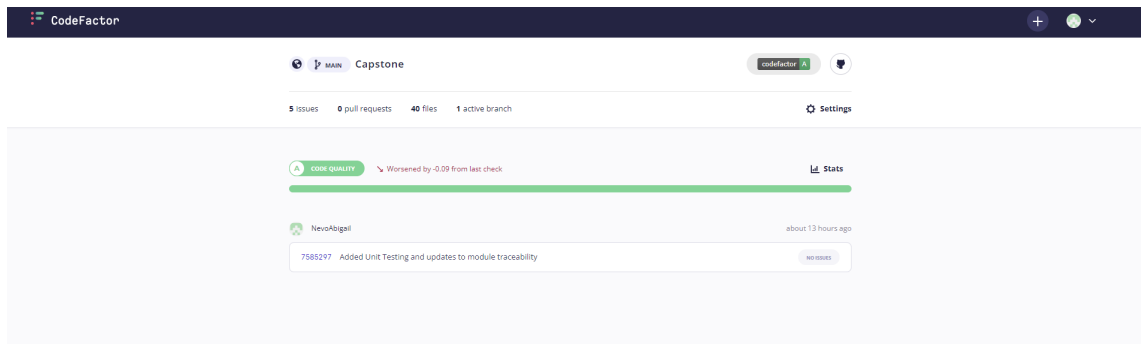 CodeFactor
MAIN Capstone
codefactor A
5 issues 0 pull requests 40 files 1 active branch
Settings
A CODE QUALITY Worsened by -0.09 from last check
Stats
NevoAbigail about 13 hours ago
7585297 Added Unit Testing and updates to module traceability NO ISSUES